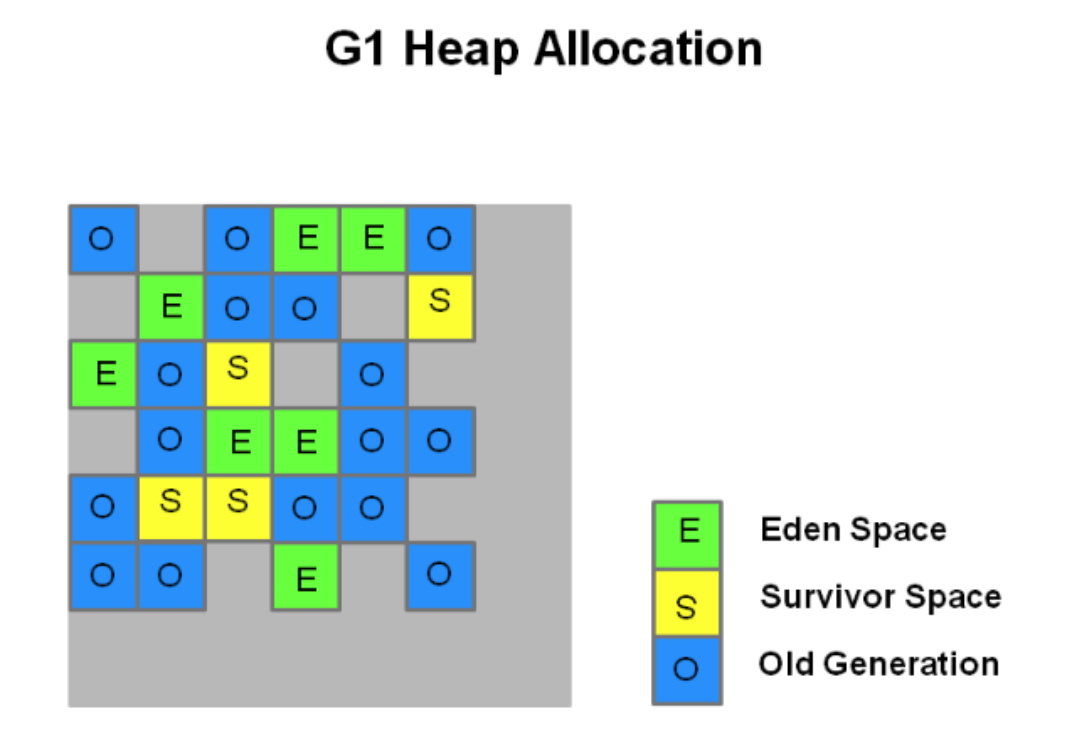 G1 Heap Allocation
O O E E O
E O O S
E O S O
O E E O O
O S S O O
O O E O
E Eden Space
S Survivor Space
O Old Generation